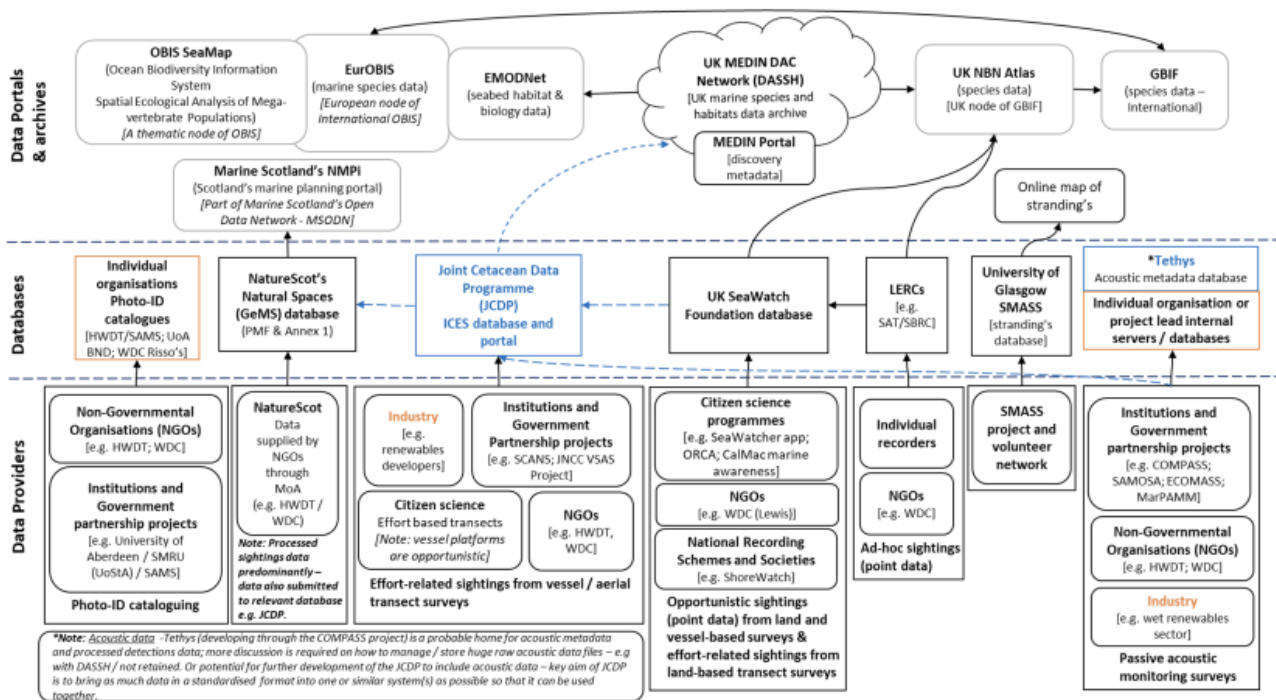 Data Portals
& archives
OBIS SeaMap
(Ocean Biodiversity Information
System
Spatial Ecological Analysis of Mega-
vertebrate Populations)
[A thematic node of OBIS]
EurOBIS
(marine species data)
[European node of
International OBIS]
EMODNet
(seabed habitat &
biology data)
UK MEDIN DAC
Network (DASSH)
[UK marine species and
habitats data archive
MEDIN Portal
[discovery
metadata]
UK NBN Atlas
(species data)
[UK node of GBIF]
GBIF
(species data –
International)
Marine Scotland's NMPi
(Scotland's marine planning portal)
[Part of Marine Scotland's Open
Data Network - MSODN]
Online map of
stranding's
Databases
Individual
organisations
Photo-ID
catalogues
[HWDT/SAMS; UoA
BND; WDC Risso's]
NatureScot's
Natural Spaces
(GeMS) database
(PMF & Annex 1)
Joint Cetacean Data
Programme
(JCDP)
ICES database and
portal
UK SeaWatch
Foundation database
LERCs
[e.g.
SAT/SBRC]
University of
Glasgow
SMASS
[stranding's
database]
*Tethys
Acoustic metadata database
Individual organisation or
project lead internal
servers / databases
Data Providers
Non-Governmental
Organisations (NGOs)
[e.g. HWDT; WDC]
Institutions and
Government
partnership projects
[e.g. University of
Aberdeen / SMRU
(UoStA) / SAMS]
Photo-ID cataloguing
NatureScot
Data
supplied by
NGOs
through
MoA
(e.g. HWDT /
WDC)
Note: Processed
sightings data
predominantly –
data also submitted
to relevant database
e.g. JCDP.
Industry
[e.g.
renewables
developers]
Institutions and
Government
Partnership projects
[e.g. SCANS; JNCC VSAS
Project]
Citizen science
Effort based transects
[Note: vessel platforms
are opportunistic]
NGOs
[e.g. HWDT,
WDC]
Effort-related sightings from vessel / aerial
transect surveys
Citizen science
programmes
[e.g. SeaWatcher app;
ORCA; CalMac marine
awareness]
NGOs
[e.g. WDC (Lewis)]
National Recording
Schemes and Societies
[e.g. ShoreWatch]
Opportunistic sightings
(point data) from land and
vessel-based surveys &
effort-related sightings from
land-based transect surveys
Individual
recorders
NGOs
[e.g. WDC]
Ad-hoc sightings
(point data)
SMASS
project and
volunteer
network
Institutions and
Government
partnership projects
[e.g. COMPASS;
SAMOSA; ECOMASS;
MarPAMM]
Non-Governmental
Organisations (NGOs)
[e.g. HWDT; WDC]
Industry
[e.g. wet renewables
sector]
Passive acoustic
monitoring surveys
*Note: Acoustic data -Tethys (developing through the COMPASS project) is a probable home for acoustic metadata
and processed detections data; more discussion is required on how to manage / store huge raw acoustic data files – e.g
with DASSH / not retained. Or potential for further development of the JCDP to include acoustic data – key aim of JCDP
is to bring as much data in a standardised format into one or similar system(s) as possible so that it can be used
together.